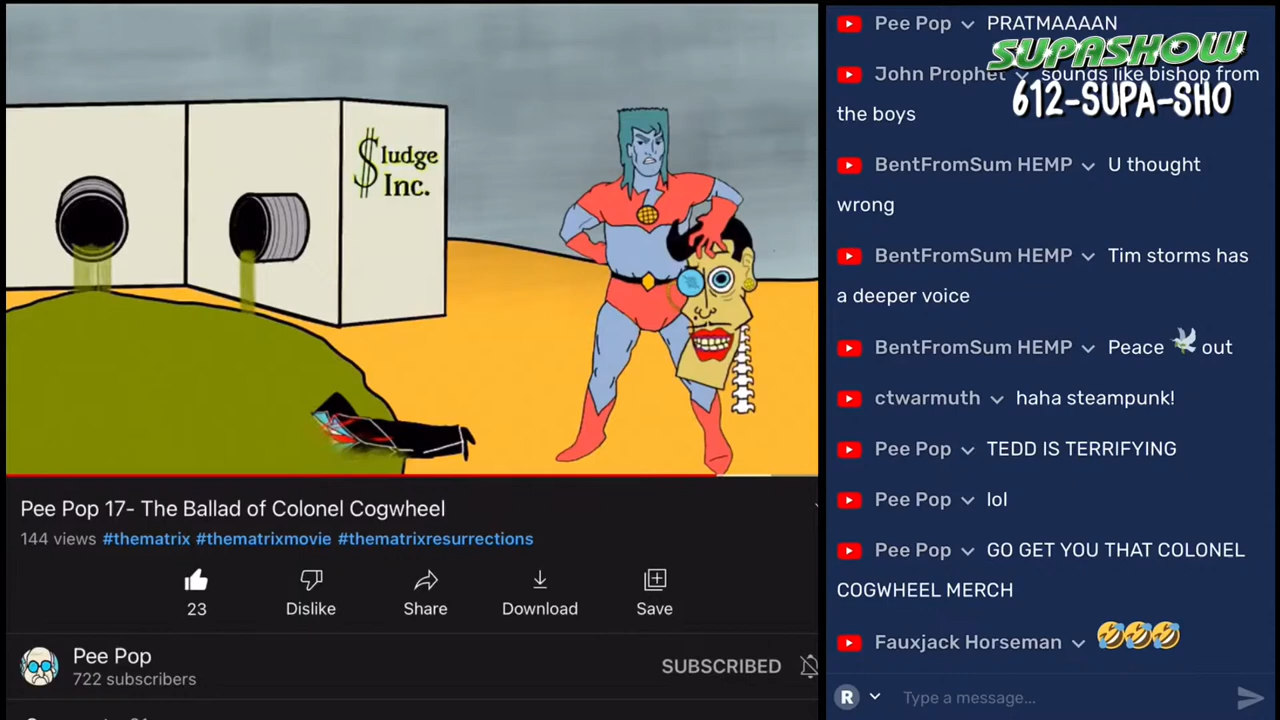 $ludge
Inc.
Pee Pop 17- The Ballad of Colonel Cogwheel
144 views #thematrix #thematrixmovie #thematrixresurrections
23
Dislike
Share
Download
Save
Pee Pop
722 subscribers
SUBSCRIBED
Pee Pop PRATMAAAAN
SUPASHOW
612-SUPA-SHO
John Prophet sounds like bishop from
the boys
BentFromSum HEMP U thought
wrong
BentFromSum HEMP Tim storms has
a deeper voice
BentFromSum HEMP Peace 🕊 out
ctwarmuth haha steampunk!
Pee Pop TEDD IS TERRIFYING
Pee Pop lol
Pee Pop GO GET YOU THAT COLONEL
COGWHEEL MERCH
Fauxjack Horseman 🤣🤣🤣
R Type a message...